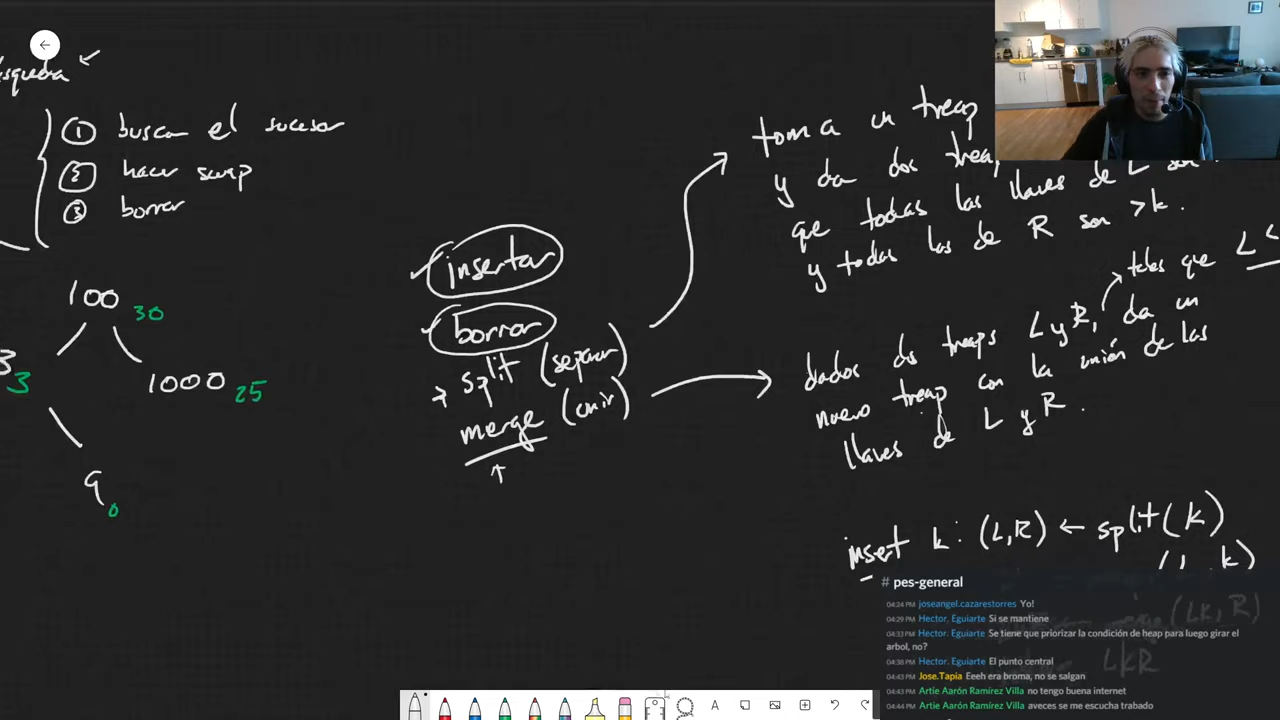 squeda
① buscar el sucesor
② hacer swap
③ borrar
100 30
3
3
1000 25
9
0
insertar
borrar
split (separar)
merge (unir)
toma un treap
y da dos treap
que todas las llaves de L son
y todas las de R son >k.
tales que L <
dados dos treaps L y R, da un
nuevo treap con la unión de las
llaves de L y R.
insert k: (L,R) ← split(k)
k)
(LK, R)
LKR
# pes-general
04:24 PM joseangel.cazarestorres Yo!
04:29 PM Hector. Eguiarte Si se mantiene
04:33 PM Hector. Eguiarte Se tiene que priorizar la condición de heap para luego girar el
arbol, no?
04:38 PM Hector. Eguiarte El punto central
04:43 PM Jose.Tapia Eeeh era broma, no se salgan
04:43 PM Artie Aarón Ramírez Villa no tengo buena internet
04:44 PM Artie Aarón Ramírez Villa aveces se me escucha trabado